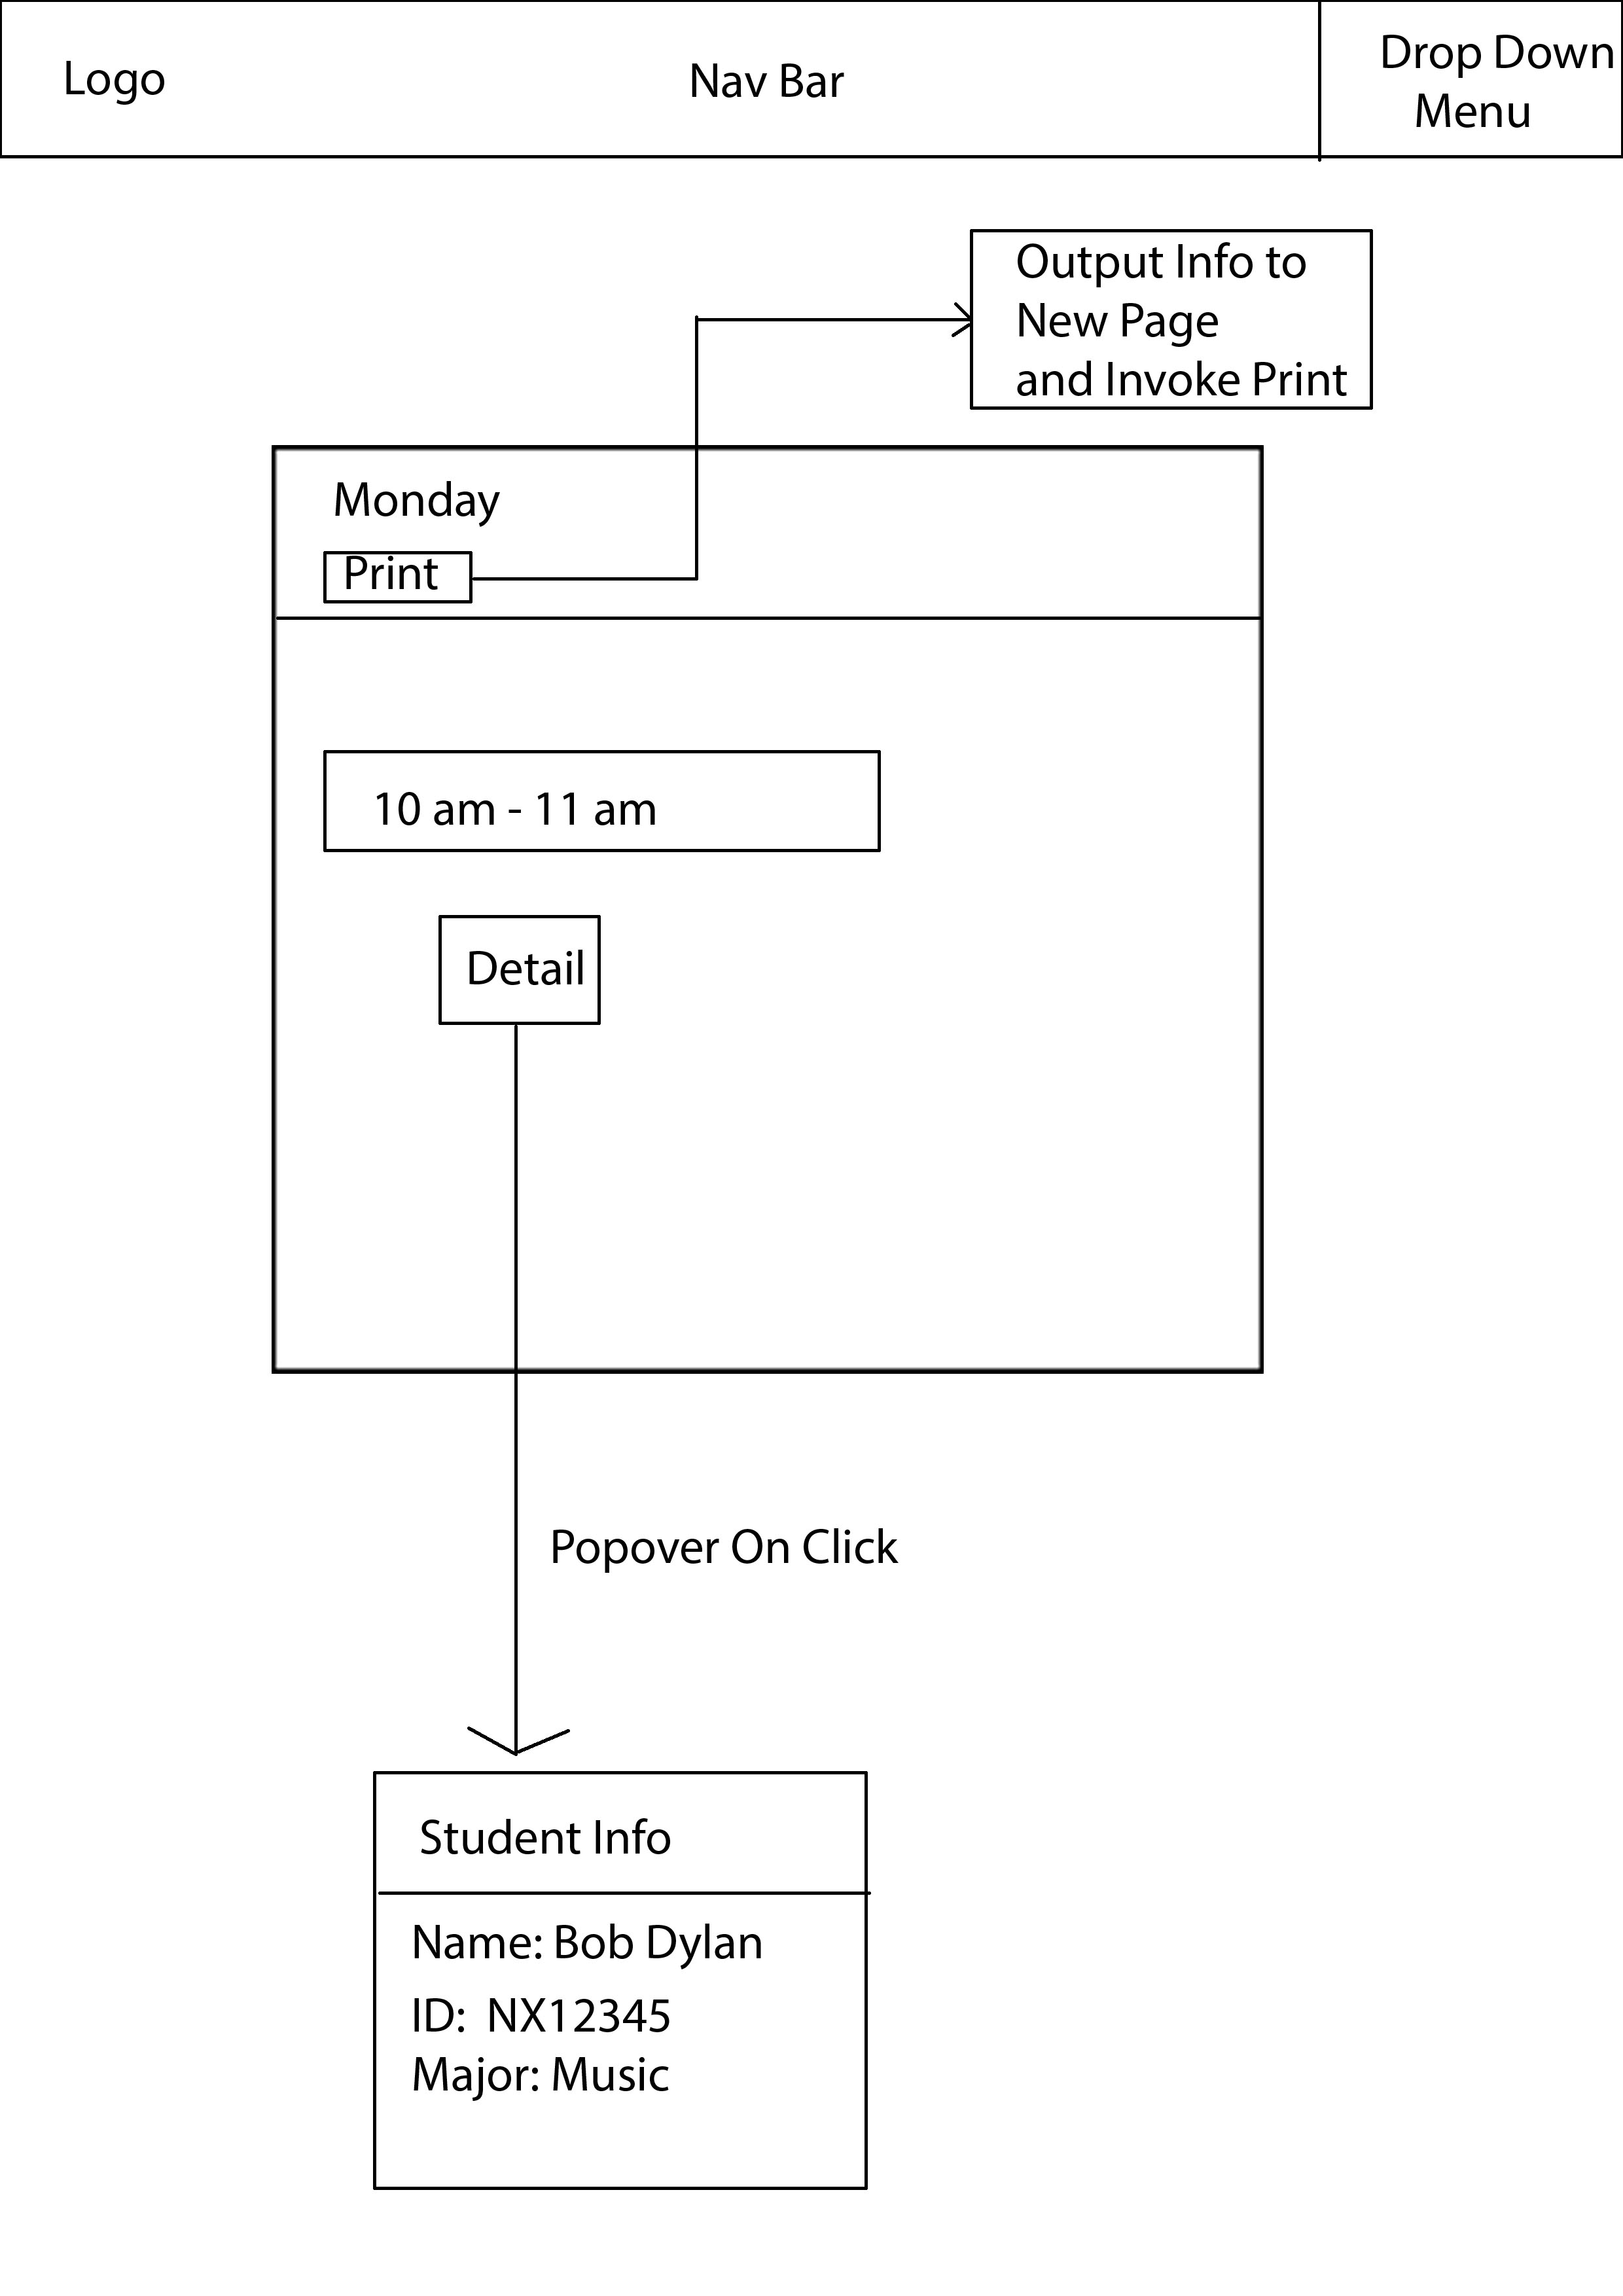 Logo
Nav Bar
Drop Down
Menu
Output Info to
New Page
and Invoke Print
Monday
Print
10 am - 11 am
Detail
Popover On Click
Student Info
Name: Bob Dylan
ID:  NX12345
Major: Music